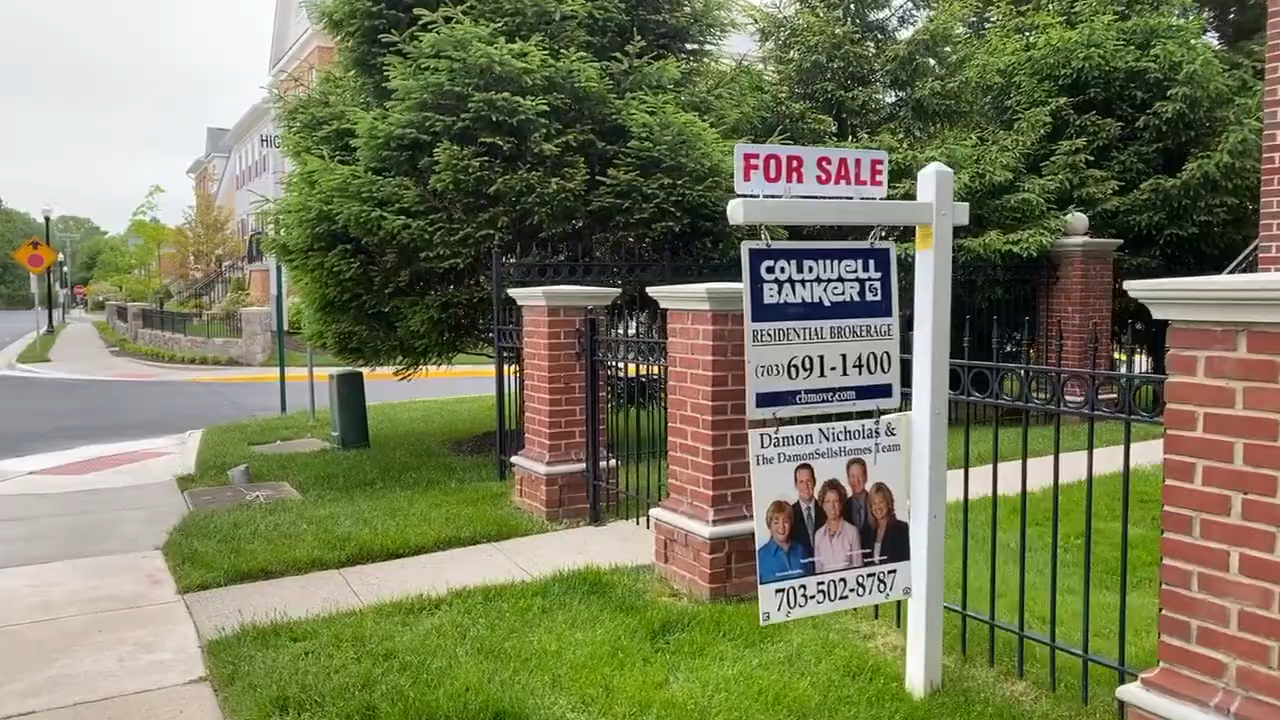 HIG
FOR SALE
COLDWELL
BANKER
RESIDENTIAL BROKERAGE
(703)691-1400
cbmove.com
Damon Nicholas &
The DamonSellsHomes Team
703-502-8787